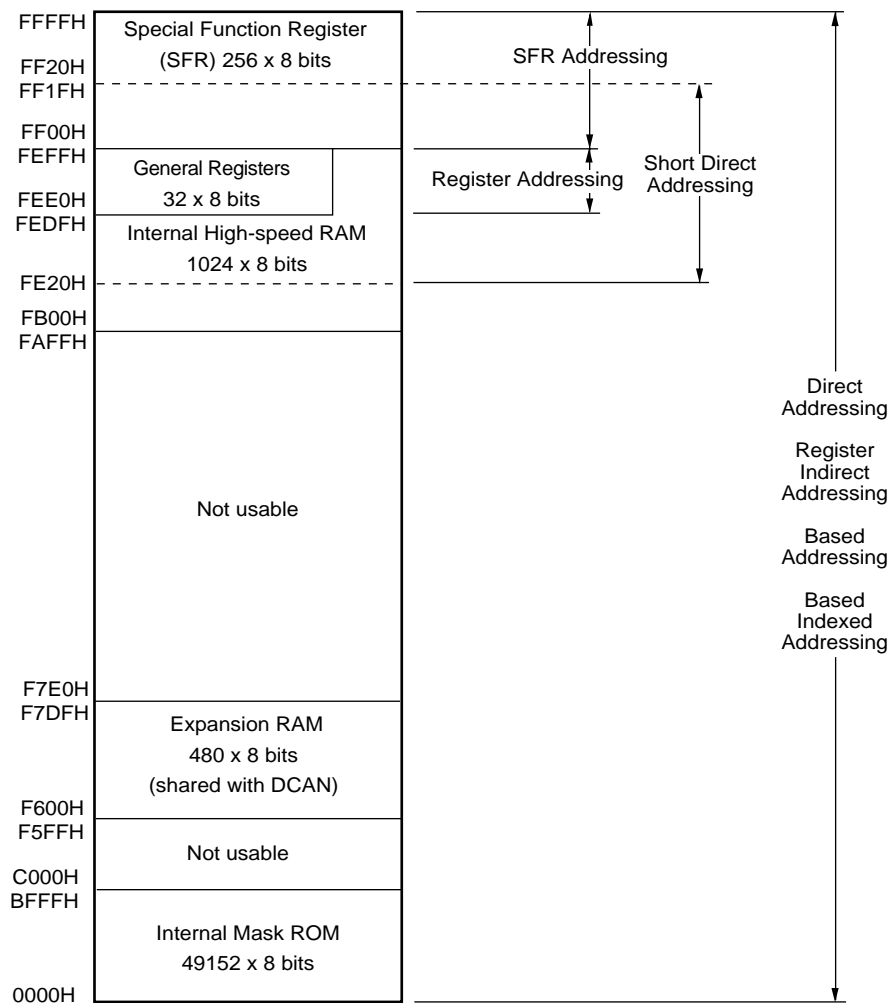 FFFFH
Special Function Register
(SFR) 256 x 8 bits
SFR Addressing
FF20H
FF1FH
FF00H
FEFFH
General Registers
32 x 8 bits
Register Addressing
Short Direct
Addressing
FEE0H
FEDFH
Internal High-speed RAM
1024 x 8 bits
FE20H
FB00H
FAFFH
Direct
Addressing
Register
Indirect
Addressing
Based
Addressing
Based
Indexed
Addressing
Not usable
F7E0H
F7DFH
Expansion RAM
480 x 8 bits
(shared with DCAN)
F600H
F5FFH
Not usable
C000H
BFFFH
Internal Mask ROM
49152 x 8 bits
0000H